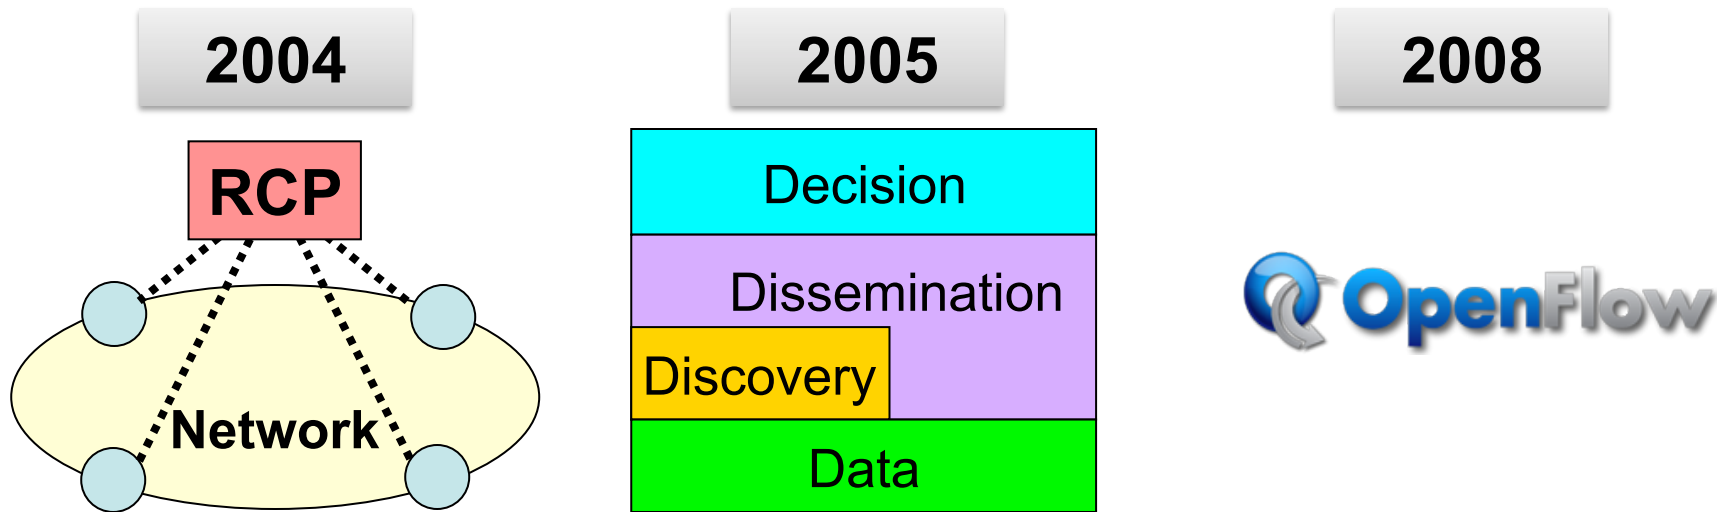 2004
2005
2008
RCP
Network
Decision
Dissemination
Discovery
Data
OpenFlow